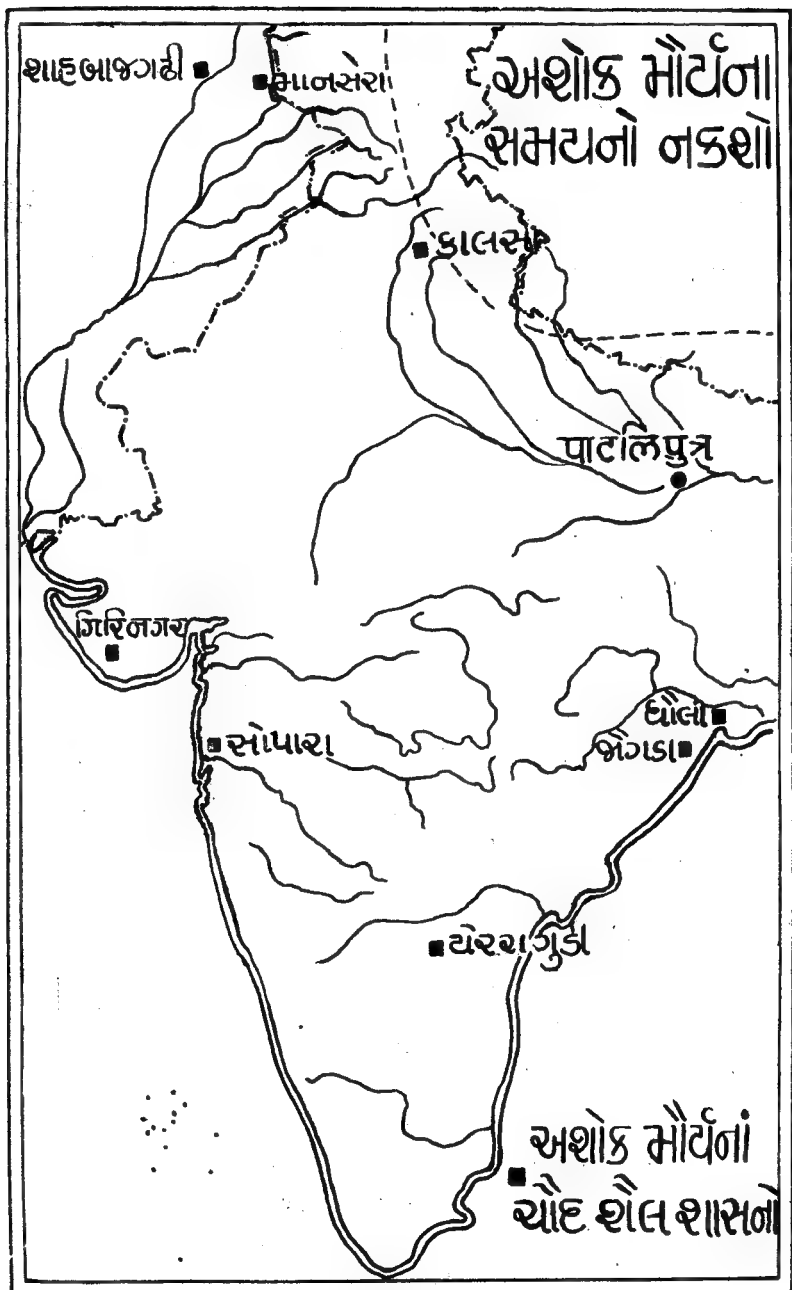 અશોક મૌર્યના
સમયનો નકશો
શાહબાજગઢી
માનસેરા
કાલસી
પાટલિપુત્ર
ગિરિનગર
ધૌલી
જૌગડા
સોપારા
યેરરાગુડી
અશોક મૌર્યનાં
ચૌદ શૈલ શાસનો